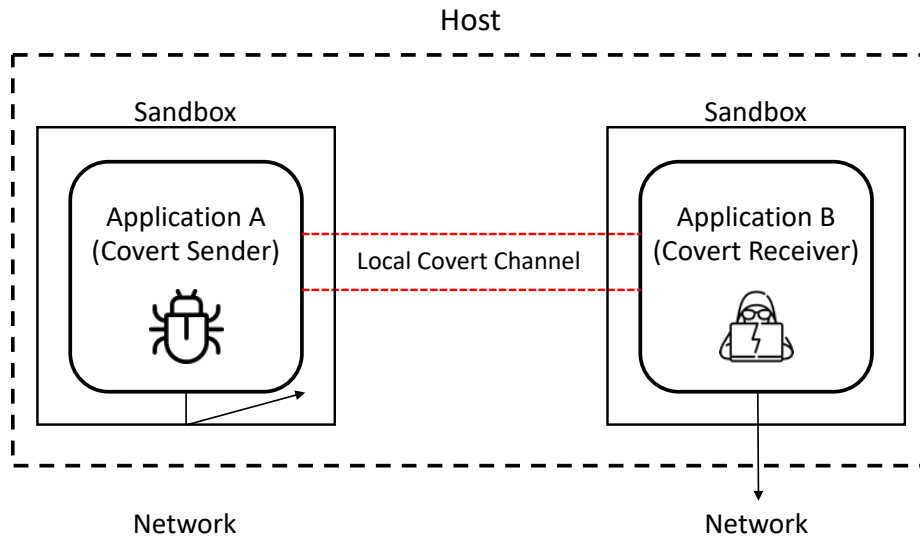 Host
Sandbox
Sandbox
Application A
(Covert Sender)
Local Covert Channel
Application B
(Covert Receiver)
Network
Network